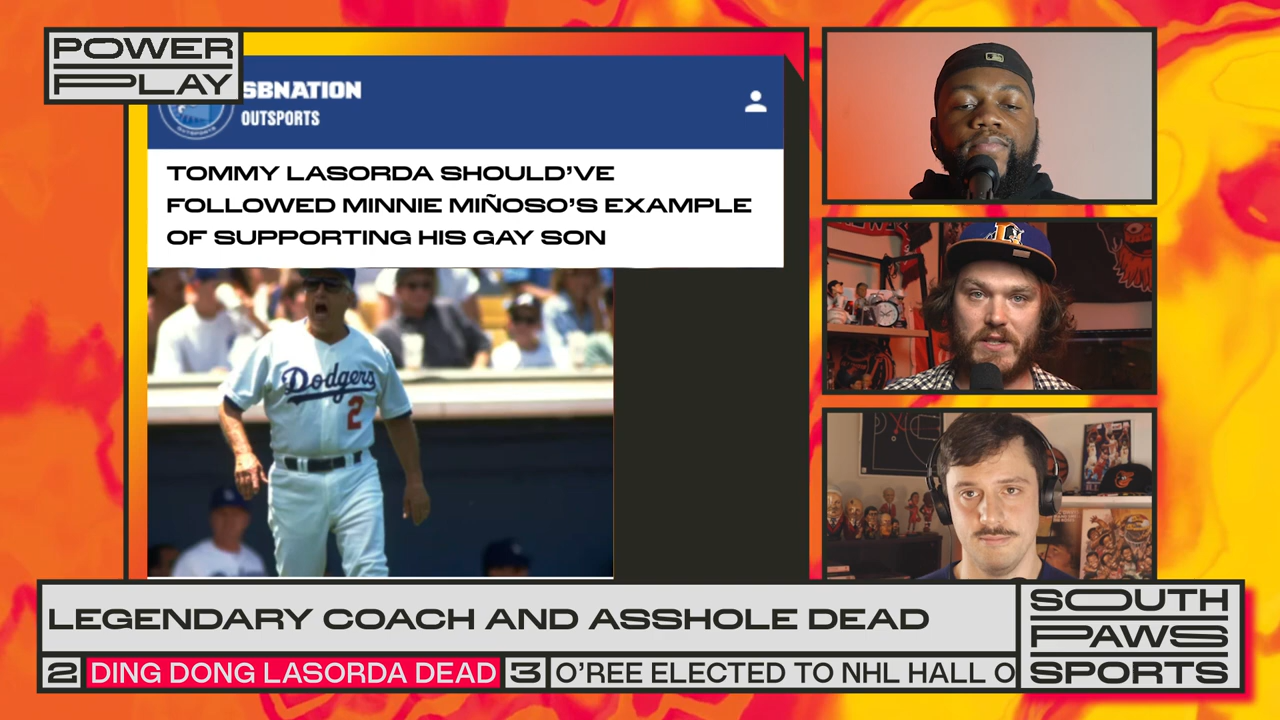 POWER
PLAY
SBNATION
OUTSPORTS
TOMMY LASORDA SHOULD'VE
FOLLOWED MINNIE MIÑOSO'S EXAMPLE
OF SUPPORTING HIS GAY SON
Dodgers
2
LEGENDARY COACH AND ASSHOLE DEAD
2 DING DONG LASORDA DEAD 3 O'REE ELECTED TO NHL HALL O
SOUTH
PAWS
SPORTS